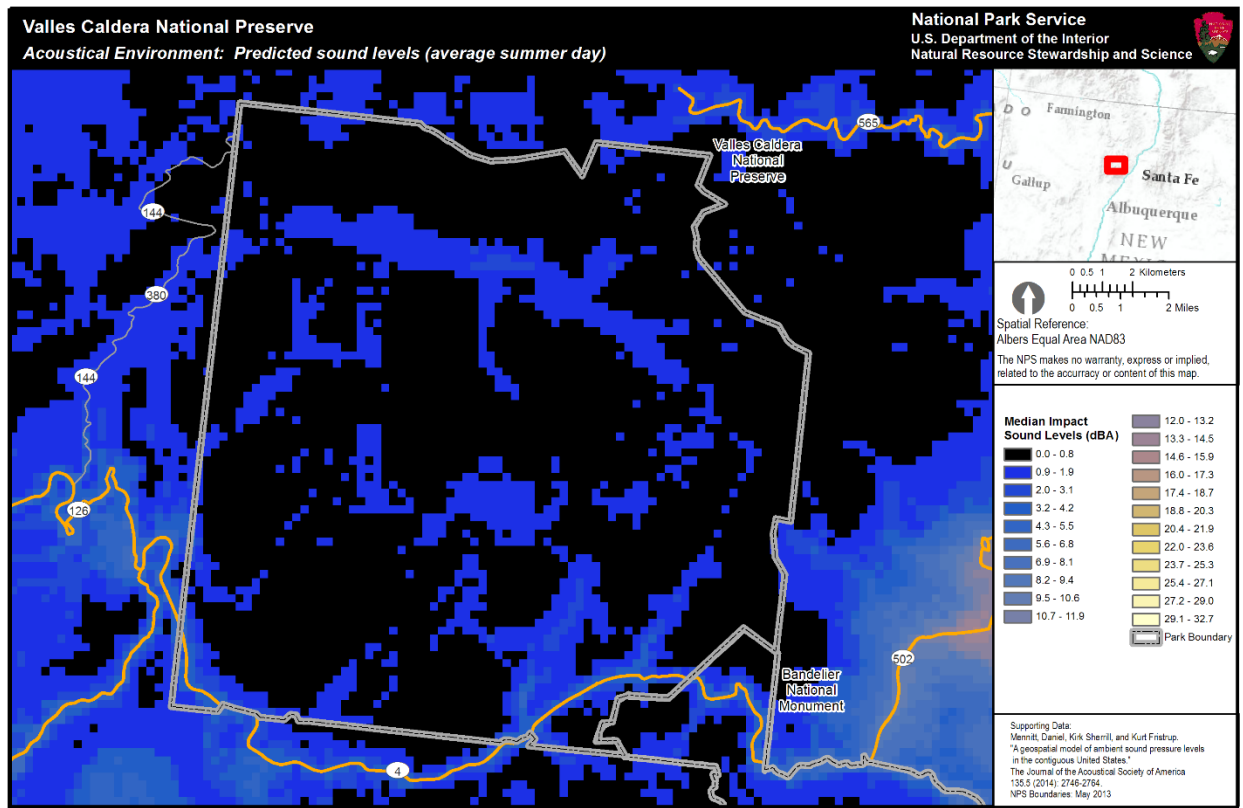 Valles Caldera National Preserve
Acoustical Environment: Predicted sound levels (average summer day)
National Park Service
U.S. Department of the Interior
Natural Resource Stewardship and Science
565
Valles Caldera
National
Preserve
144
380
144
126
502
Bandelier
National
Monument
4
D O
Farmington
U
Gallup
Santa Fe
Albuquerque
NEW
0 0.5 1 2 Kilometers
0 0.5 1 2 Miles
Spatial Reference:
Albers Equal Area NAD83
The NPS makes no warranty, express or implied,
related to the accurracy or content of this map.
Median Impact
Sound Levels (dBA)
0.0 - 0.8
0.9 - 1.9
2.0 - 3.1
3.2 - 4.2
4.3 - 5.5
5.6 - 6.8
6.9 - 8.1
8.2 - 9.4
9.5 - 10.6
10.7 - 11.9
12.0 - 13.2
13.3 - 14.5
14.6 - 15.9
16.0 - 17.3
17.4 - 18.7
18.8 - 20.3
20.4 - 21.9
22.0 - 23.6
23.7 - 25.3
25.4 - 27.1
27.2 - 29.0
29.1 - 32.7
Park Boundary
Supporting Data:
Mennitt, Daniel, Kirk Sherrill, and Kurt Fristrup.
"A geospatial model of ambient sound pressure levels
in the contiguous United States."
The Journal of the Acoustical Society of America
135.5 (2014): 2746-2764.
NPS Boundaries: May 2013